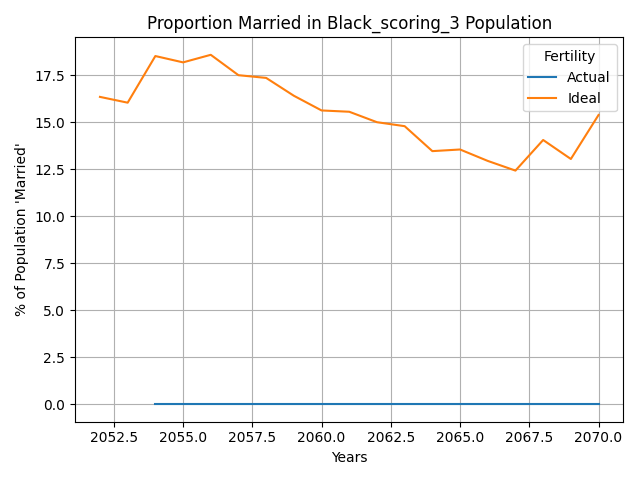 Proportion Married in Black_scoring_3 Population
Fertility
Actual
Ideal
% of Population 'Married'
17.5
15.0
12.5
10.0
7.5
5.0
2.5
0.0
2052.5 2055.0 2057.5 2060.0 2062.5 2065.0 2067.5 2070.0
Years